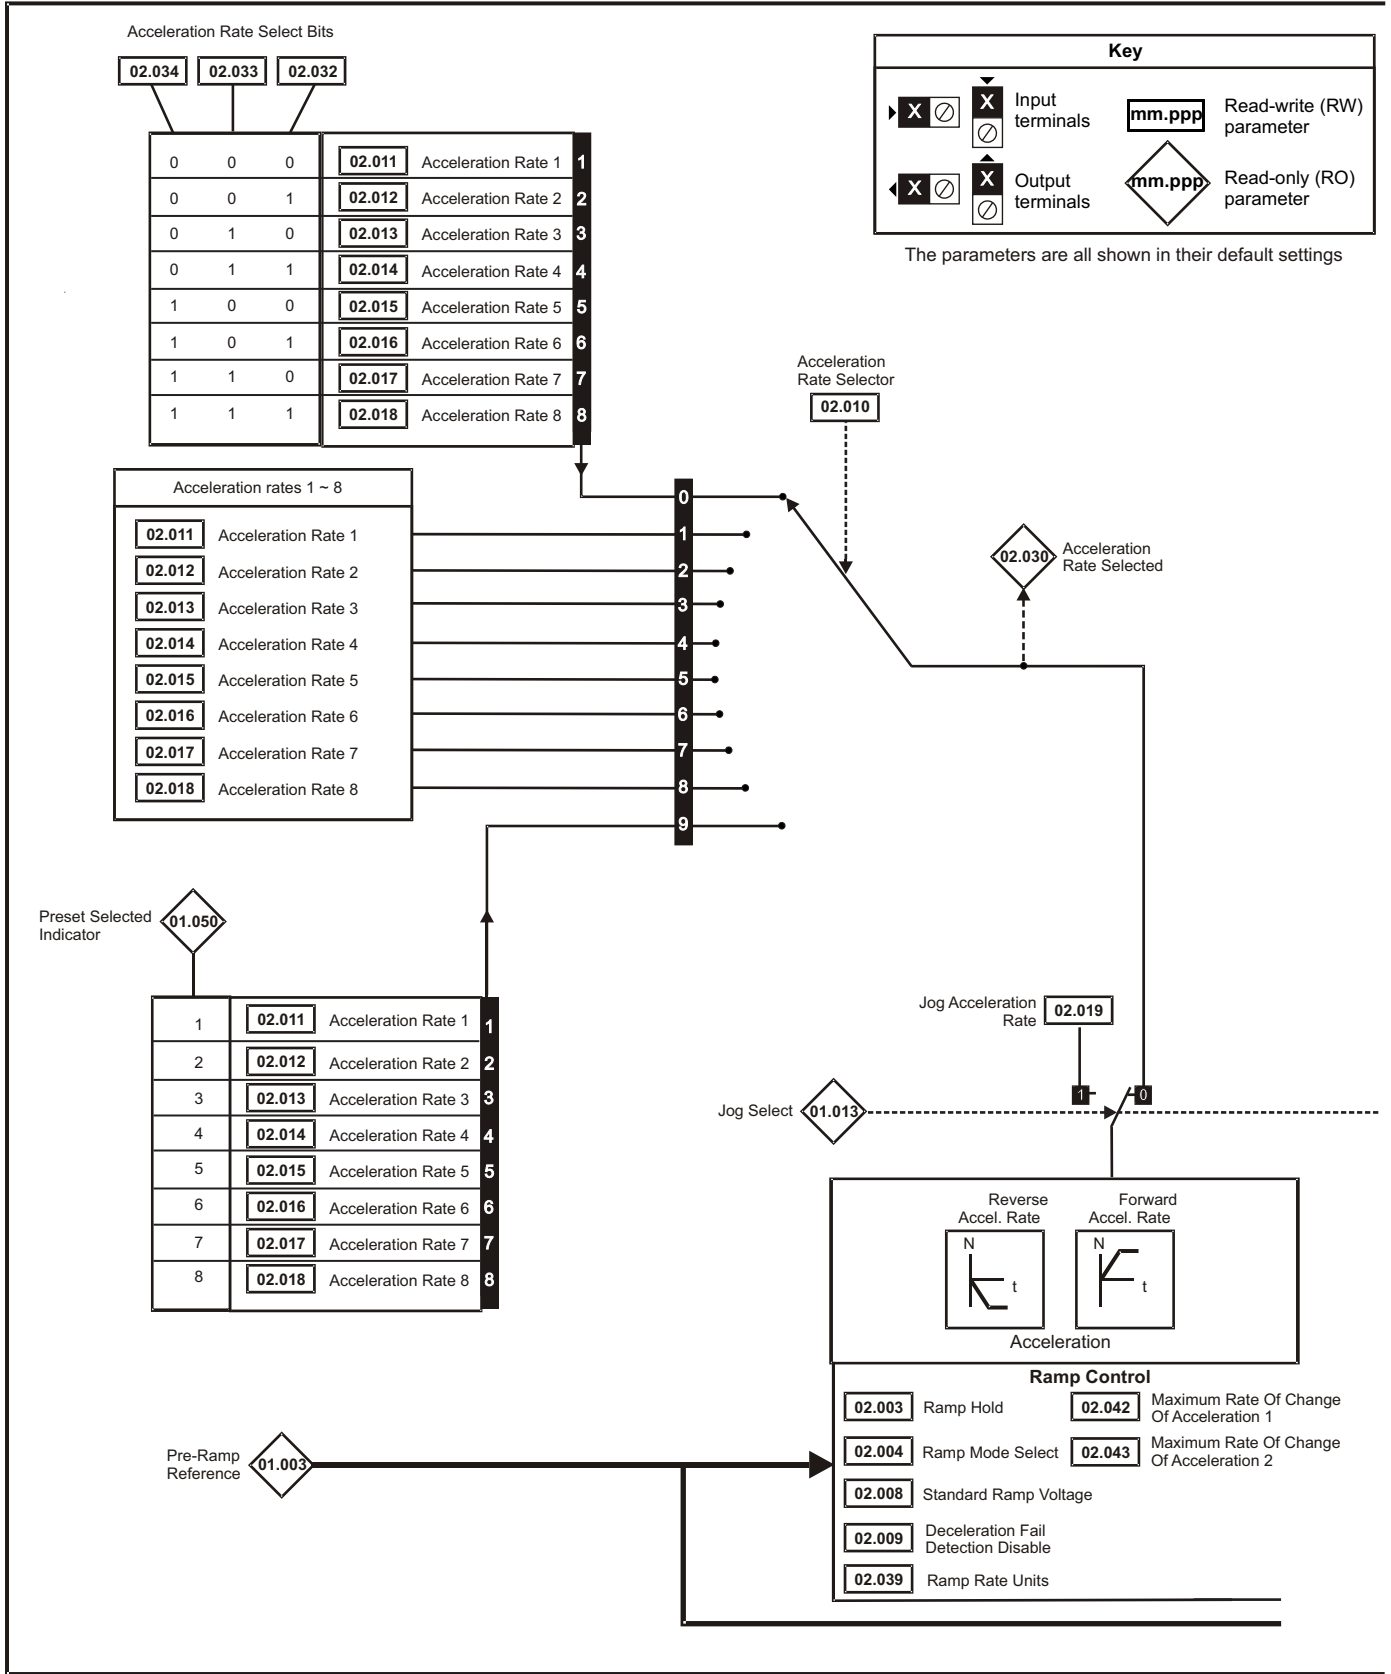 Acceleration Rate Select Bits
02.034 02.033 02.032
0 0 0 02.011 Acceleration Rate 1 1
0 0 1 02.012 Acceleration Rate 2 2
0 1 0 02.013 Acceleration Rate 3 3
0 1 1 02.014 Acceleration Rate 4 4
1 0 0 02.015 Acceleration Rate 5 5
1 0 1 02.016 Acceleration Rate 6 6
1 1 0 02.017 Acceleration Rate 7 7
1 1 1 02.018 Acceleration Rate 8 8
Key
X
X
Input
terminals
mm.ppp
Read-write (RW)
parameter
X
X
Output
terminals
mm.ppp
Read-only (RO)
parameter
The parameters are all shown in their default settings
Acceleration
Rate Selector
02.010
Acceleration rates 1 ~ 8
02.011 Acceleration Rate 1
02.012 Acceleration Rate 2
02.013 Acceleration Rate 3
02.014 Acceleration Rate 4
02.015 Acceleration Rate 5
02.016 Acceleration Rate 6
02.017 Acceleration Rate 7
02.018 Acceleration Rate 8
0
1
2
3
4
5
6
7
8
9
02.030
Acceleration
Rate Selected
Preset Selected
Indicator
01.050
1 02.011 Acceleration Rate 1 1
2 02.012 Acceleration Rate 2 2
3 02.013 Acceleration Rate 3 3
4 02.014 Acceleration Rate 4 4
5 02.015 Acceleration Rate 5 5
6 02.016 Acceleration Rate 6 6
7 02.017 Acceleration Rate 7 7
8 02.018 Acceleration Rate 8 8
Jog Acceleration
Rate
02.019
1 0
Jog Select 01.013
Reverse
Accel. Rate
Forward
Accel. Rate
N
t
N
t
Acceleration
Ramp Control
02.003 Ramp Hold
02.042 Maximum Rate Of Change
Of Acceleration 1
02.004 Ramp Mode Select
02.043 Maximum Rate Of Change
Of Acceleration 2
02.008 Standard Ramp Voltage
02.009 Deceleration Fail
Detection Disable
02.039 Ramp Rate Units
Pre-Ramp
Reference
01.003